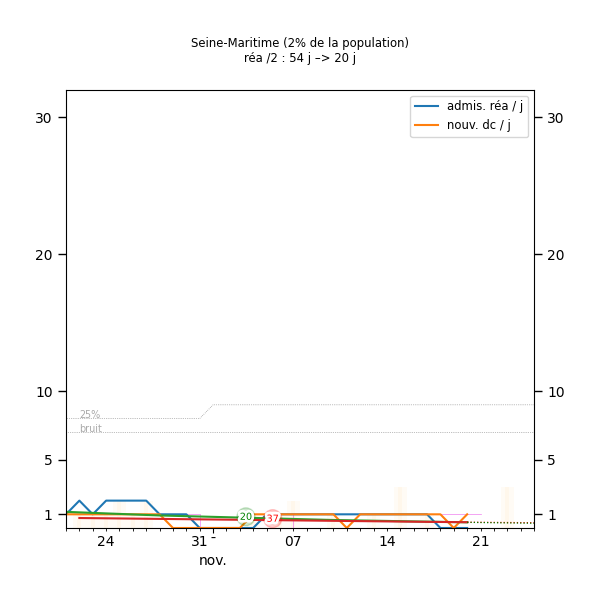 Seine-Maritime (2% de la population)
réa /2 : 54 j –> 20 j
admis. réa / j
nouv. dc / j
30 30
20 20
10 10
25%
bruit
5 5
20 37
1 1
24 31 - 07 14 21
nov.